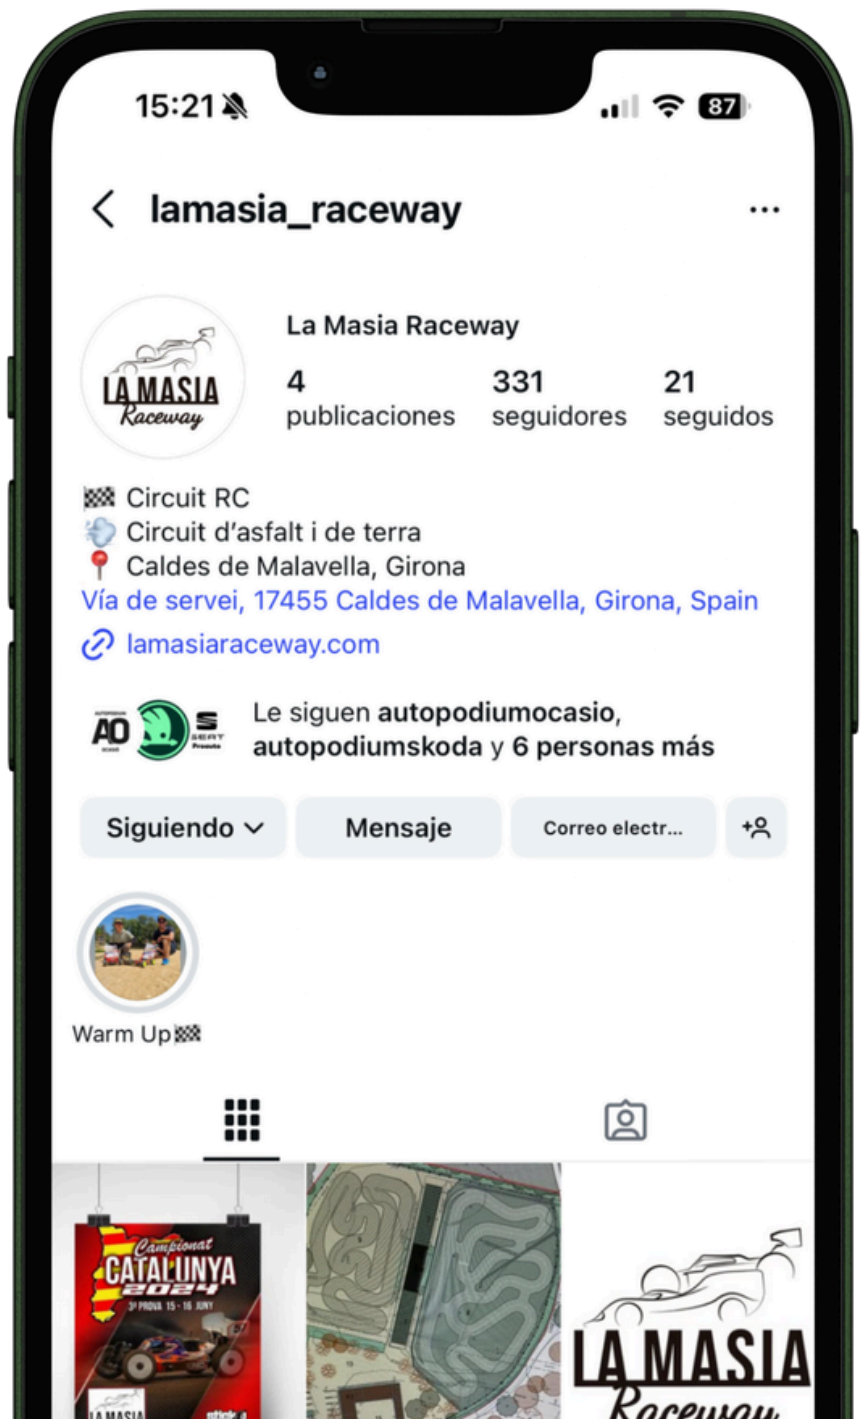 15:21
87
lamasia_raceway
LA MASIA
Raceway
La Masia Raceway
4
publicaciones
331
seguidores
21
seguidos
Circuit RC
Circuit d'asfalt i de terra
Caldes de Malavella, Girona
Vía de servei, 17455 Caldes de Malavella, Girona, Spain
lamasiaraceway.com
AO
SEAT
Le siguen autopodiumocasio,
autopodiumskoda y 6 personas más
Siguiendo
Mensaje
Correo electr...
Warm Up
Campionat
CATALUNYA
2024
3ª PROVA 15-16 JUNY
LA MASIA
LA MASIA
Raceway